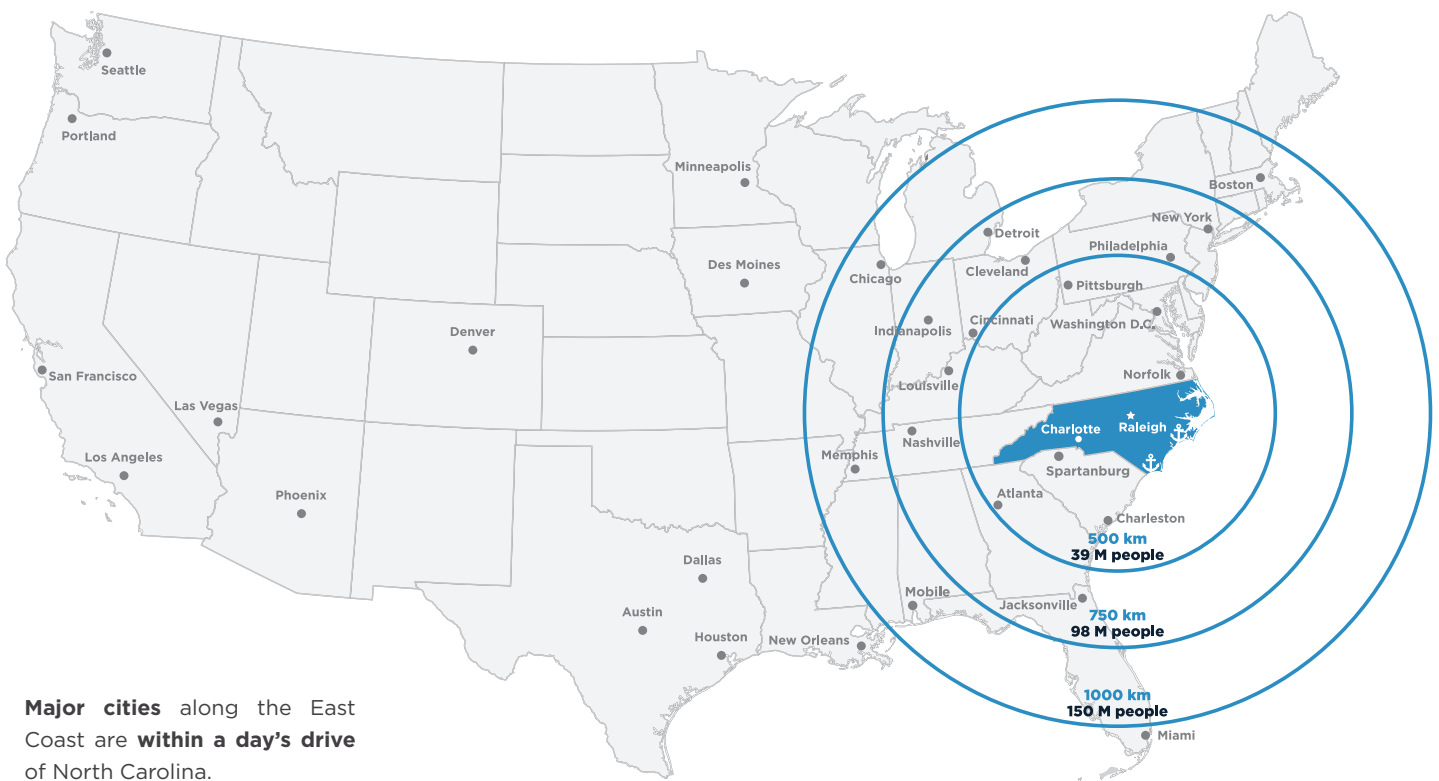 Seattle
Portland
Minneapolis
Boston
New York
Detroit
Philadelphia
Cleveland
Des Moines
Chicago
Pittsburgh
Cincinnati
Washington D.C.
Indianapolis
Denver
San Francisco
Norfolk
Louisville
Las Vegas
Charlotte
Raleigh
Nashville
Memphis
Los Angeles
Spartanburg
Phoenix
Atlanta
Charleston
500 km
39 M people
Dallas
Mobile
Jacksonville
Austin
750 km
98 M people
Houston
New Orleans
1000 km
150 M people
Miami
Major cities along the East
Coast are within a day's drive
of North Carolina.